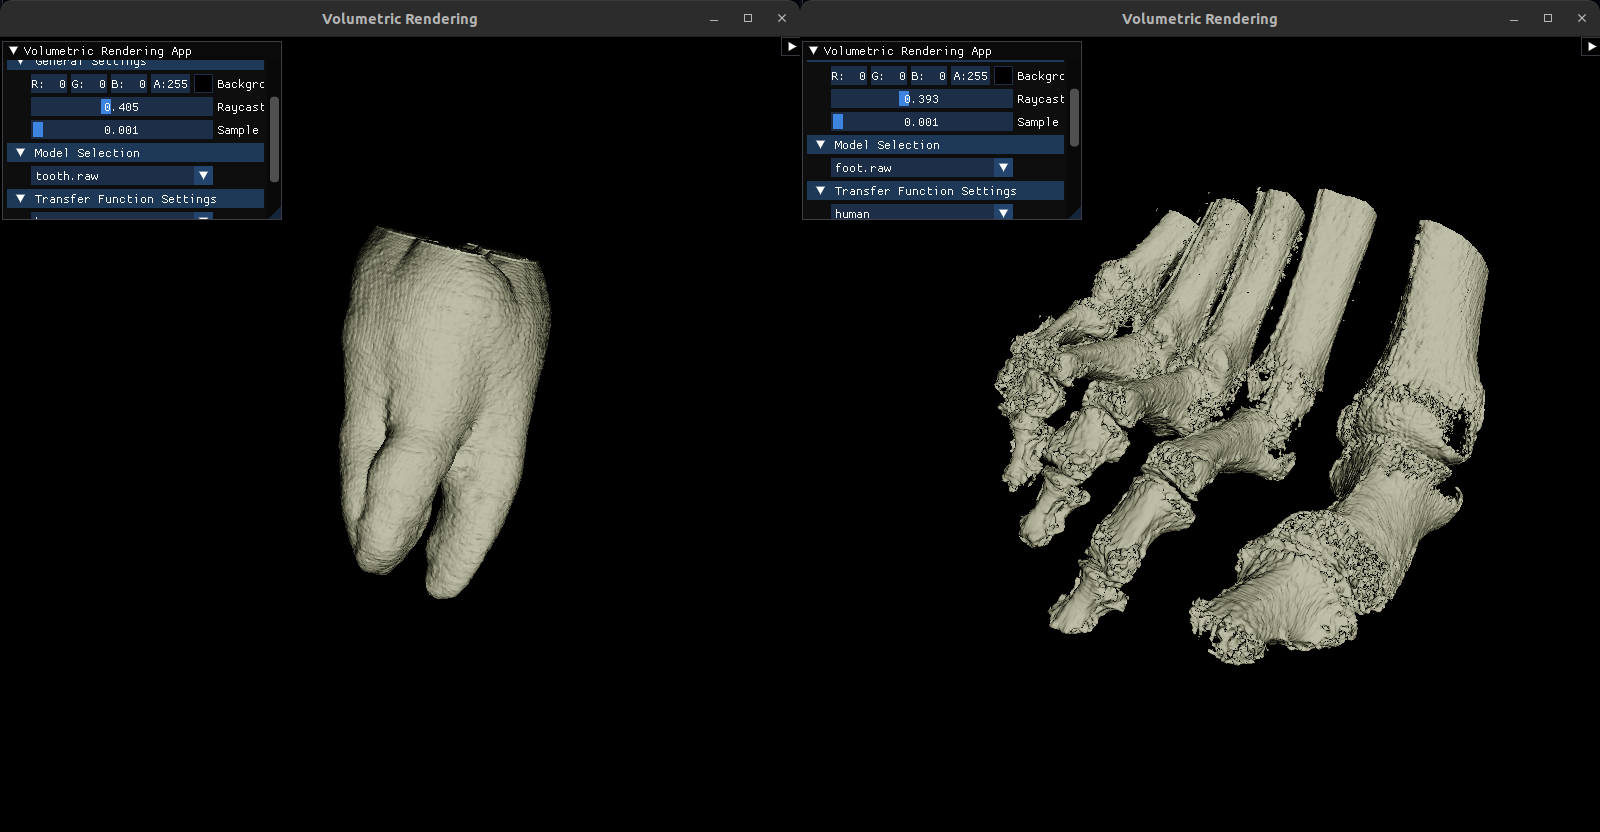 Volumetric Rendering
Volumetric Rendering App
General Settings
R: 0 G: 0 B: 0 A:255 Backgrc
0.405 Raycast
0.001 Sample
Model Selection
tooth.raw
Transfer Function Settings
Volumetric Rendering
Volumetric Rendering App
R: 0 G: 0 B: 0 A:255 Backgrc
0.393 Raycast
0.001 Sample
Model Selection
foot.raw
Transfer Function Settings
human